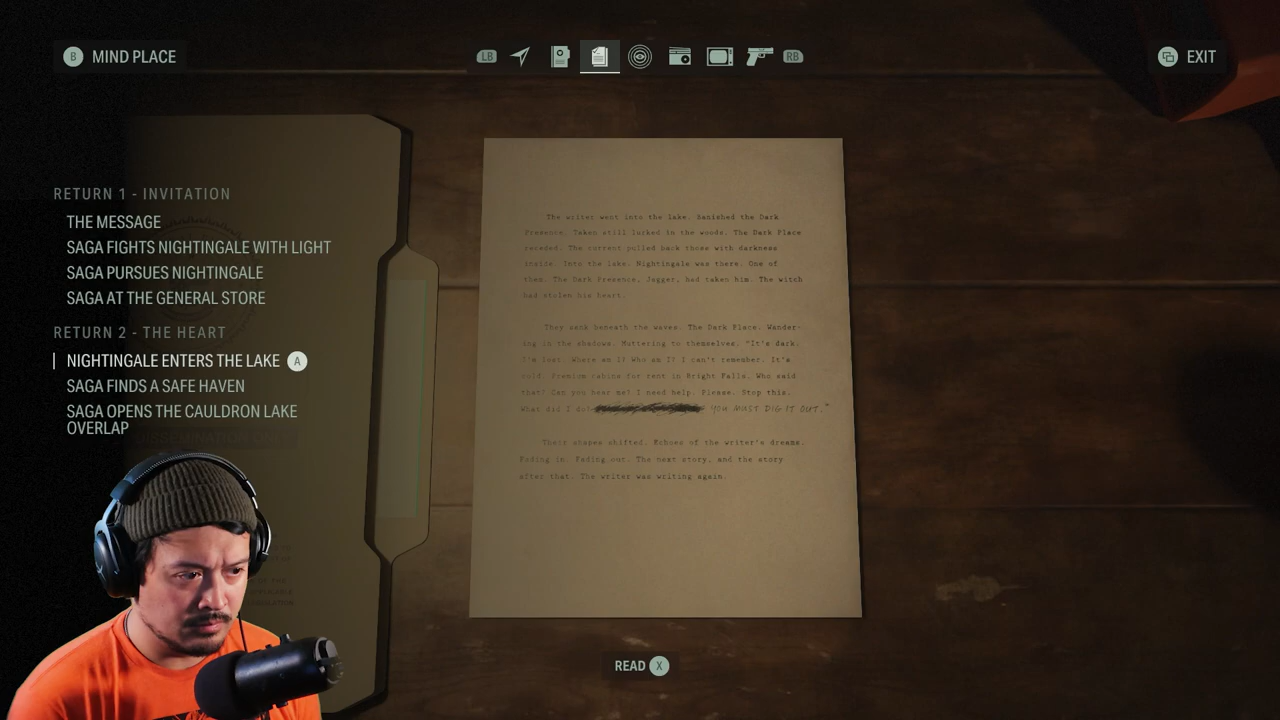 B MIND PLACE
LB
RB
EXIT
RETURN 1 - INVITATION
THE MESSAGE
SAGA FIGHTS NIGHTINGALE WITH LIGHT
SAGA PURSUES NIGHTINGALE
SAGA AT THE GENERAL STORE
RETURN 2 - THE HEART
NIGHTINGALE ENTERS THE LAKE A
SAGA FINDS A SAFE HAVEN
SAGA OPENS THE CAULDRON LAKE
OVERLAP
DISSEMINATION ONLY
The writer went into the lake. Banished the Dark
Presence. Taken still lurked in the woods. The Dark Place
receded. The current pulled back those with darkness
inside. Into the lake. Nightingale was there. One of
them. The Dark Presence, Jagger, had taken him. The witch
had stolen his heart.
They sank beneath the waves. The Dark Place. Wander-
ing in the shadows. Muttering to themselves. "It's dark.
I'm lost. Where am I? Who am I? I can't remember. It's
cold. Premium cabins for rent in Bright Falls. Who said
that? Can you hear me? I need help. Please. Stop this.
What did I do? YOU MUST DIG IT OUT."
Their shapes shifted. Echoes of the writer's dreams.
Fading in. Fading out. The next story, and the story
after that. The writer was writing again.
READ X